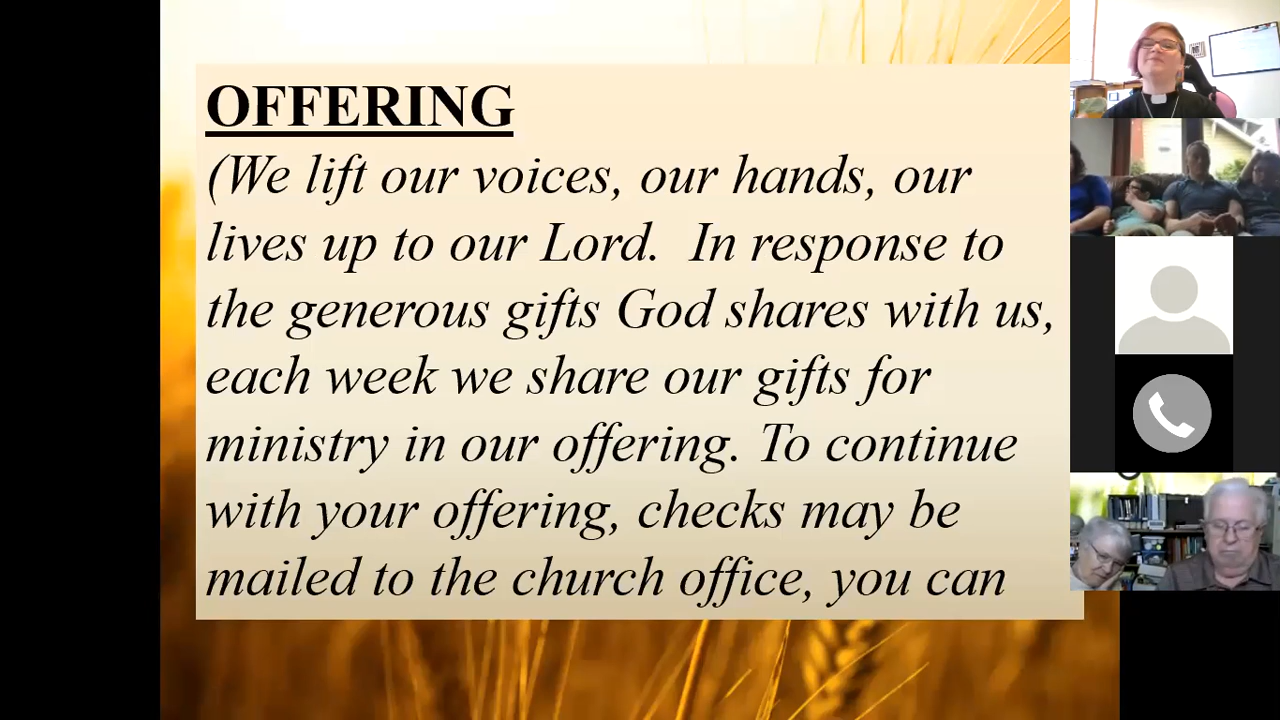 OFFERING
(We lift our voices, our hands, our
lives up to our Lord.  In response to
the generous gifts God shares with us,
each week we share our gifts for
ministry in our offering. To continue
with your offering, checks may be
mailed to the church office, you can